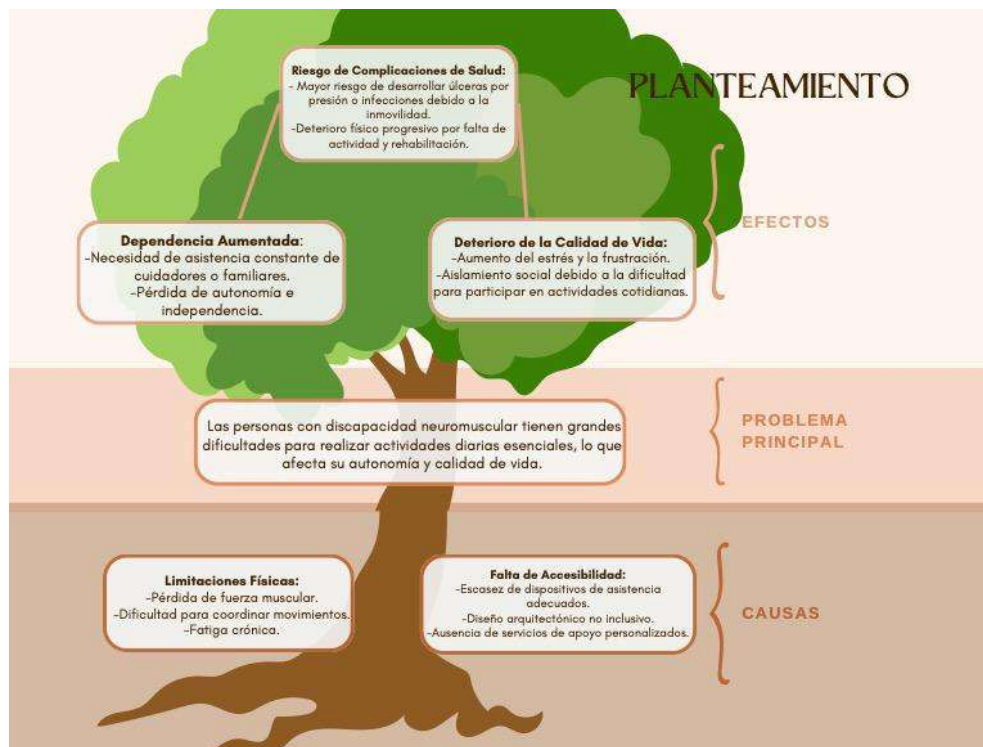 PLANTEAMIENTO
Riesgo de Complicaciones de Salud:
- Mayor riesgo de desarrollar úlceras por
presión o infecciones debido a la
inmovilidad.
-Deterioro físico progresivo por falta de
actividad y rehabilitación.
EFECTOS
Dependencia Aumentada:
-Necesidad de asistencia constante de
cuidadores o familiares.
-Pérdida de autonomía e
independencia.
Deterioro de la Calidad de Vida:
-Aumento del estrés y la frustración.
-Aislamiento social debido a la dificultad
para participar en actividades cotidianas.
PROBLEMA
PRINCIPAL
Las personas con discapacidad neuromuscular tienen grandes
dificultades para realizar actividades diarias esenciales, lo que
afecta su autonomía y calidad de vida.
Limitaciones Físicas:
-Pérdida de fuerza muscular.
-Dificultad para coordinar movimientos.
-Fatiga crónica.
Falta de Accesibilidad:
-Escasez de dispositivos de asistencia
adecuados.
-Diseño arquitectónico no inclusivo.
-Ausencia de servicios de apoyo personalizados.
CAUSAS